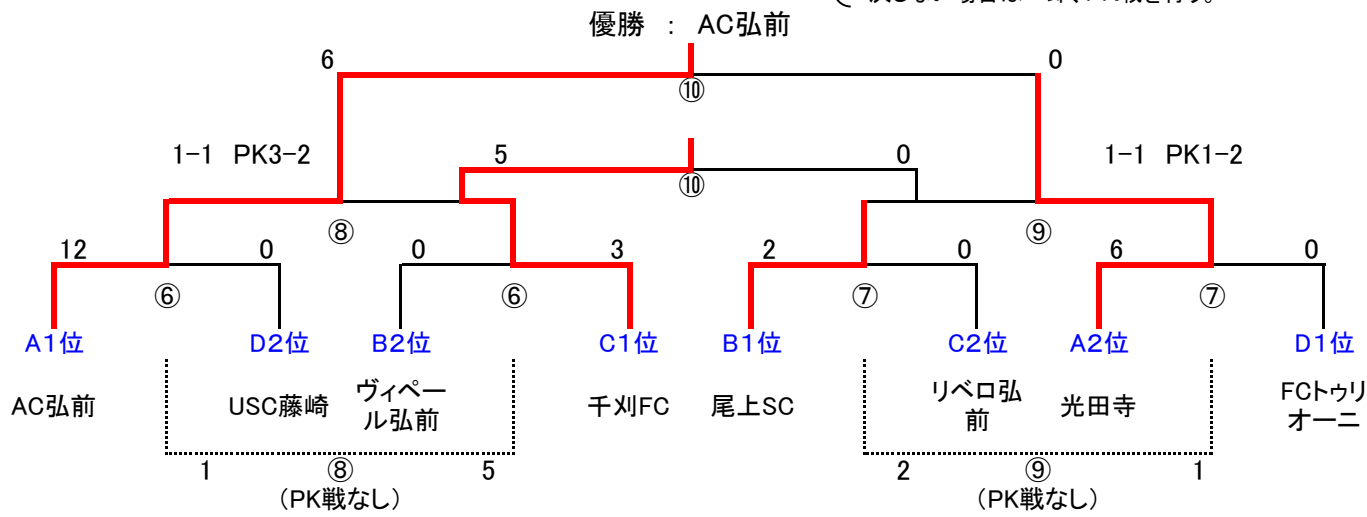 優勝 ： AC弘前
6 0
⑩
1-1 PK3-2 5 0 1-1 PK1-2
⑩
⑧ ⑨
12 0 0 3 2 0 6 0
⑥ ⑥ ⑦ ⑦
A1位 D2位 B2位 C1位 B1位 C2位 A2位 D1位
AC弘前 USC藤崎 ヴィペー
ル弘前 千刈FC 尾上SC リベロ弘
前 光田寺 FCトゥリ
オーニ
1 ⑧ 5 2 ⑨ 1
(PK戦なし) (PK戦なし)